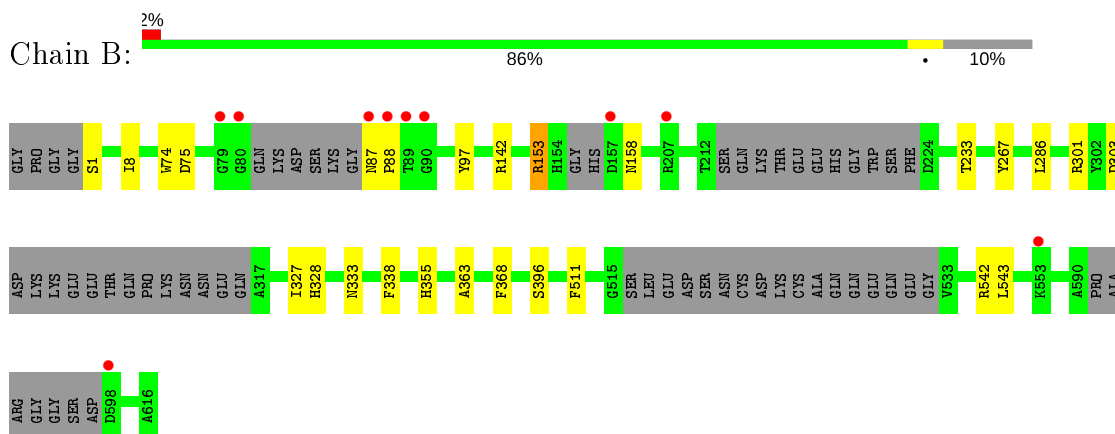 2%
Chain B:
86%
10%
GLY PRO GLY GLY S1 I8 W74 D75 G79 G80 GLN LYS ASP SER LYS GLY N87 P88 T89 G90 Y97 R142 R153 H154 GLY HIS D157 N158 R207 T212 SER GLN LYS THR GLU GLU HIS GLY TRP SER PHE D224 T233 Y267 L286 R301 Y302
ASP LYS LYS GLU GLU THR GLN PRO LYS ASN ASN GLU GLN A317 I327 H328 N333 F338 H355 A363 F368 S396 F511 G515 SER LEU GLU ASP SER ASN CYS ASP LYS CYS ALA GLN GLN GLU GLN GLU GLY V533 R542 L543 K553 A590 PRO ALA
ARG GLY GLY SER ASP D598 A616